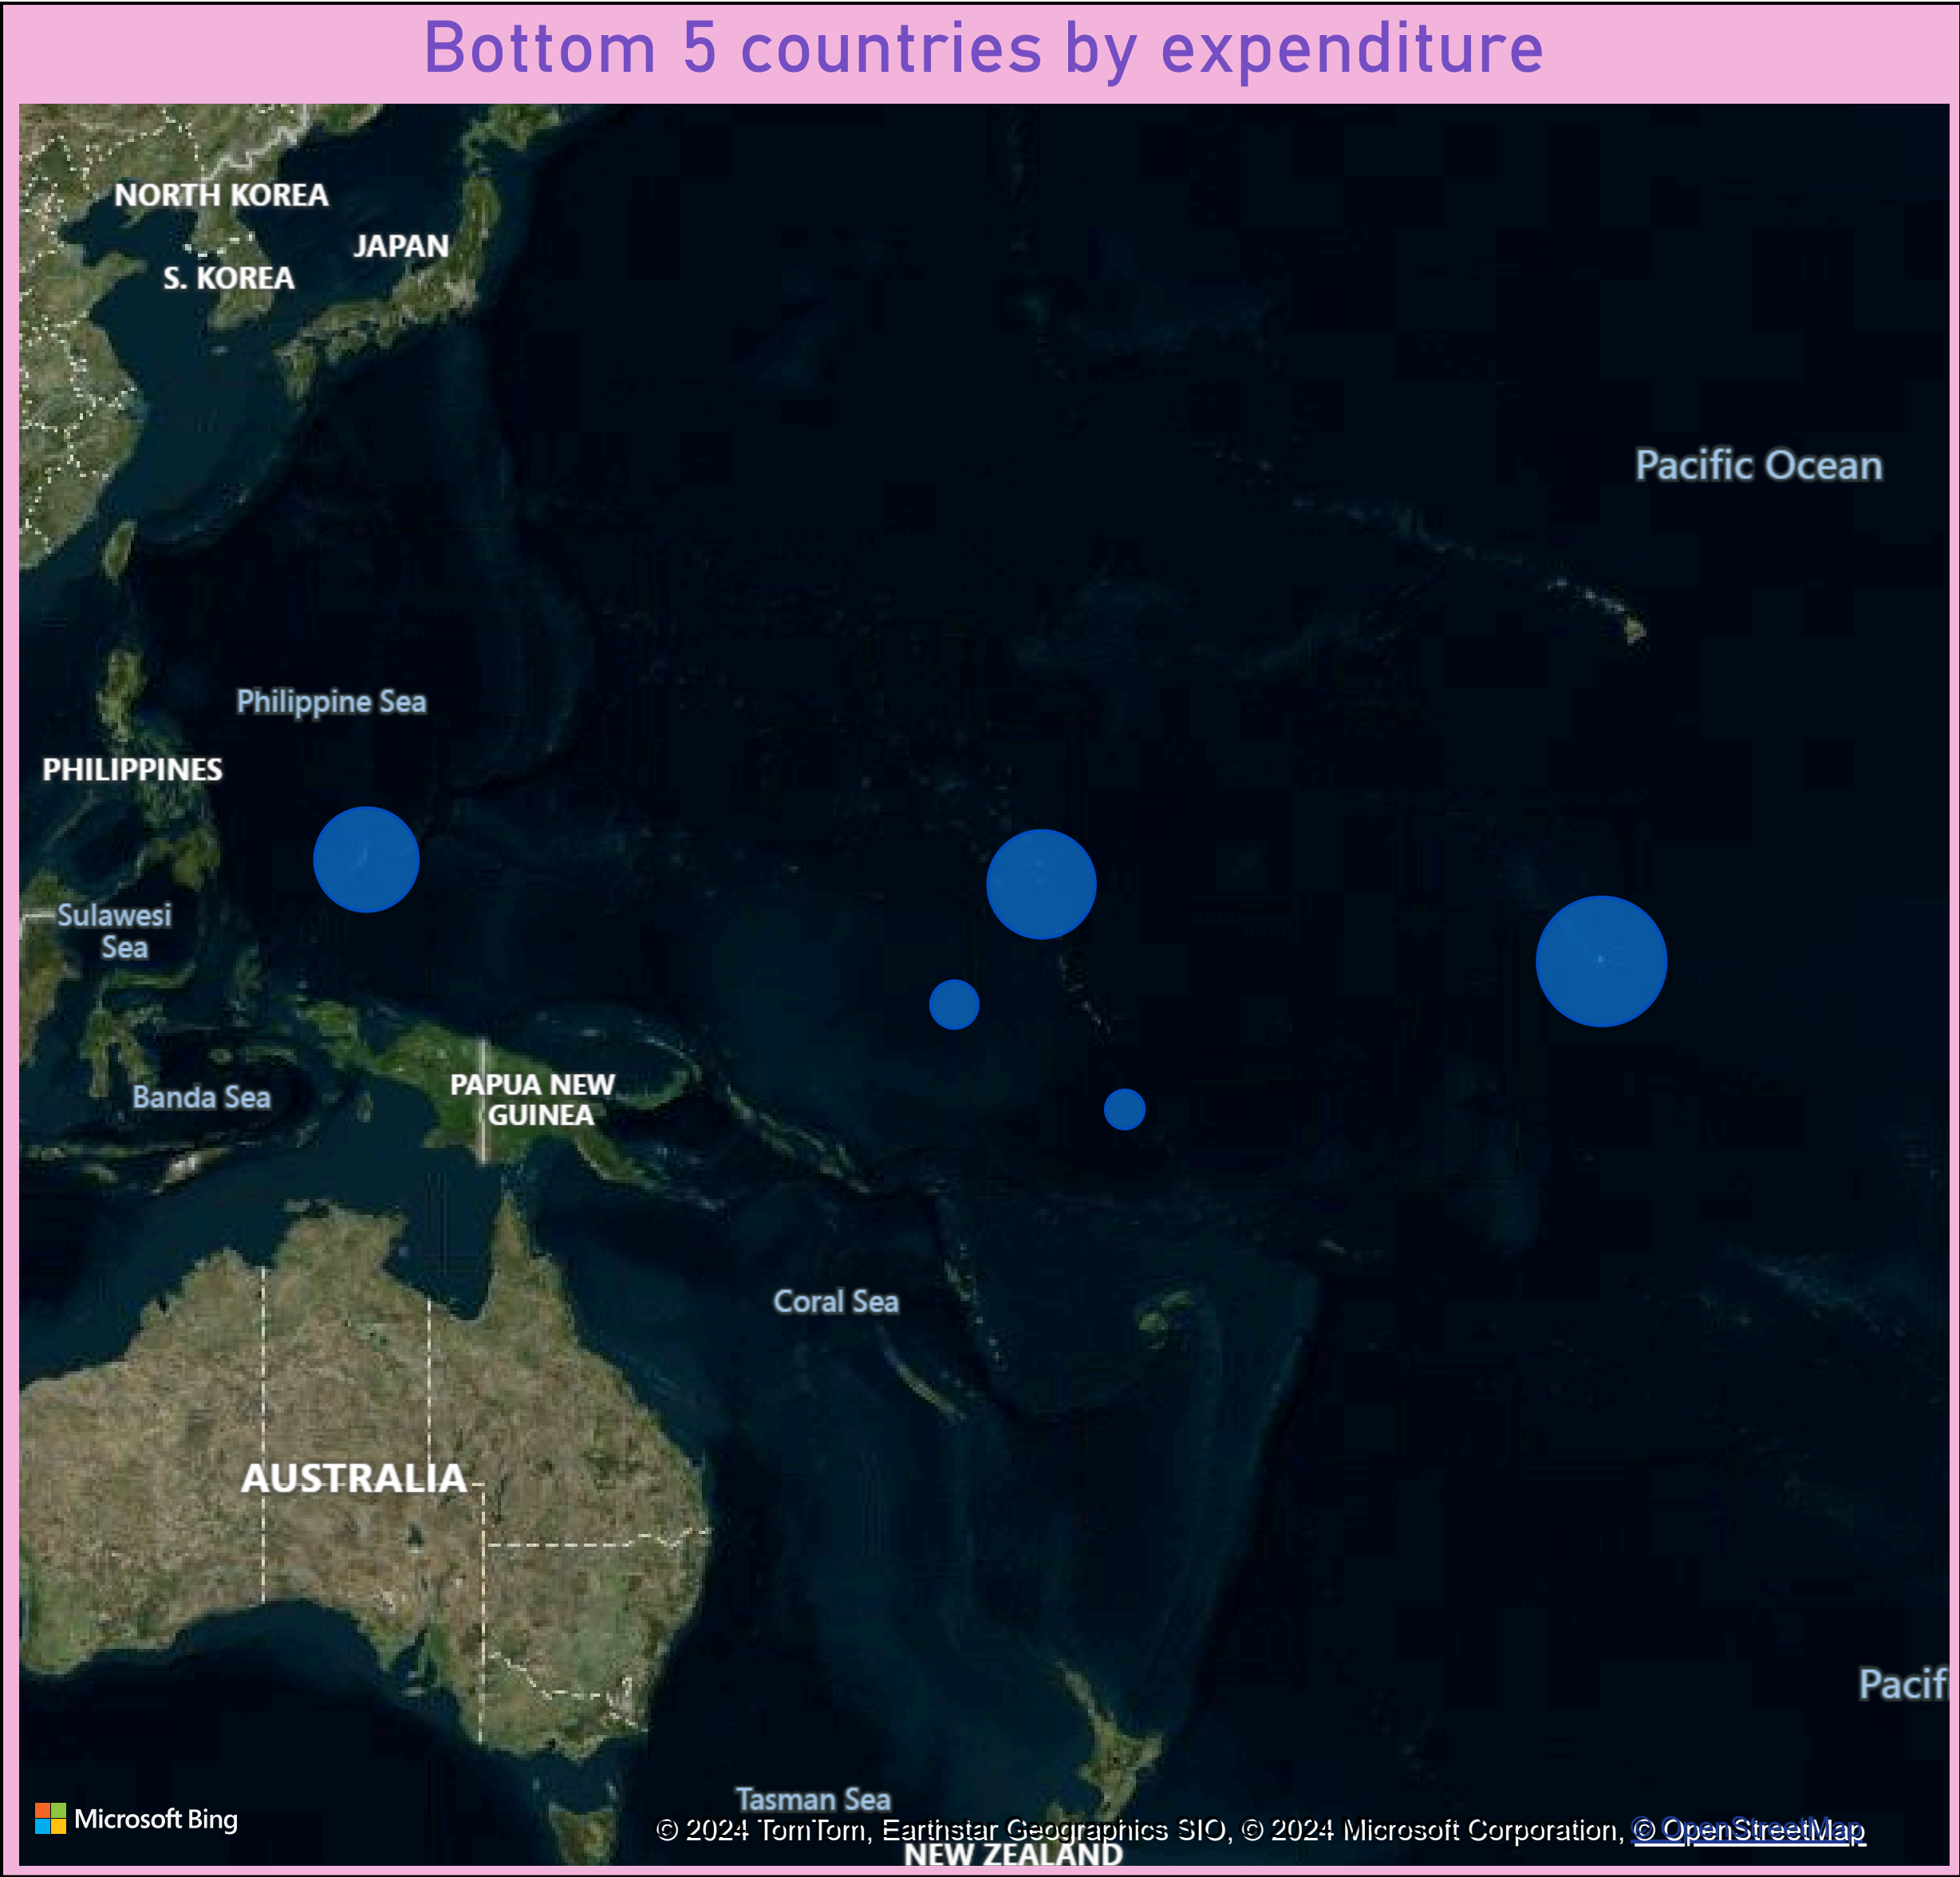 Bottom 5 countries by expenditure
NORTH KOREA
JAPAN
S. KOREA
Pacific Ocean
Philippine Sea
PHILIPPINES
Sulawesi
Sea
Banda Sea
PAPUA NEW
GUINEA
Coral Sea
AUSTRALIA
Pacif
Tasman Sea
Microsoft Bing
© 2024 TomTom, Earthstar Geographics SIO, © 2024 Microsoft Corporation, © OpenStreetMap
NEW ZEALAND